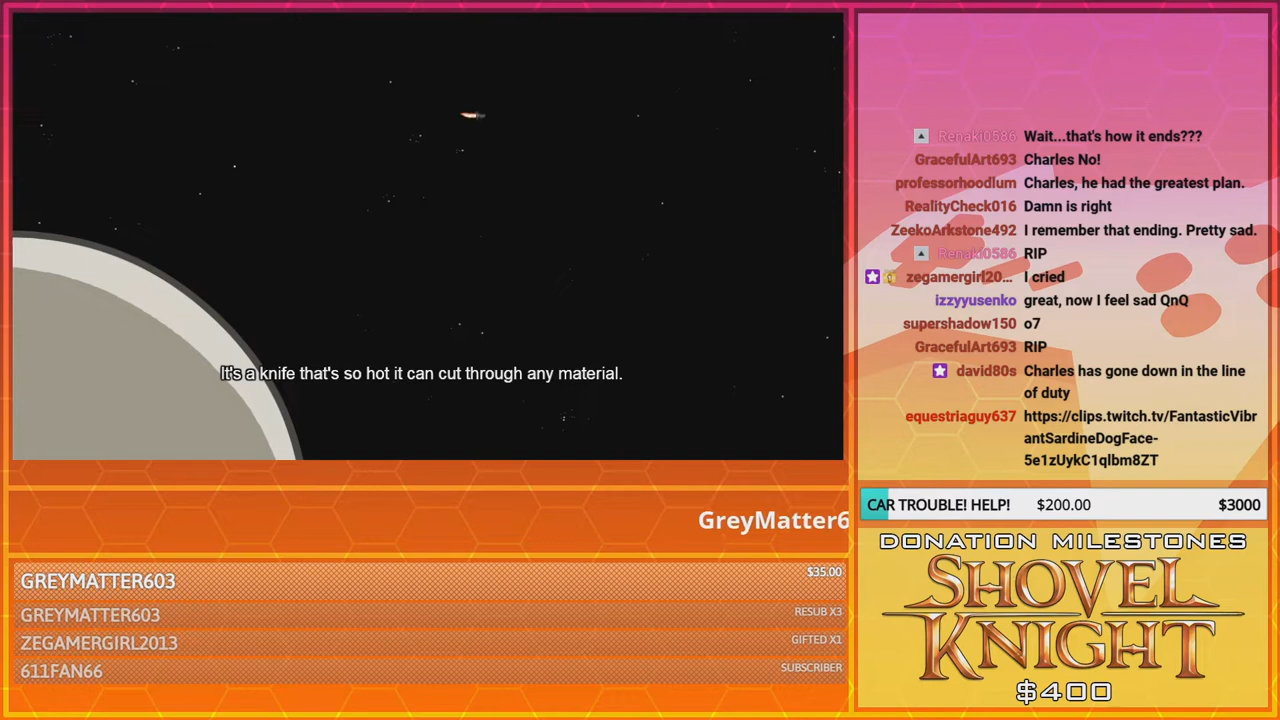 It's a knife that's so hot it can cut through any material.
GreyMatter6
GREYMATTER603 $35.00
GREYMATTER603 RESUB X3
ZEGAMERGIRL2013 GIFTED X1
611FAN66 SUBSCRIBER
Renaki0586 Wait...that's how it ends???
GracefulArt693 Charles No!
professorhoodlum Charles, he had the greatest plan.
RealityCheck016 Damn is right
ZeekoArkstone492 I remember that ending. Pretty sad.
Renaki0586 RIP
zegamergirl20... I cried
izzyyusenko great, now I feel sad QnQ
supershadow150 o7
GracefulArt693 RIP
david80s Charles has gone down in the line
of duty
equestriaguy637 https://clips.twitch.tv/FantasticVibr
antSardineDogFace-
5e1zUykC1qlbm8ZT
CAR TROUBLE! HELP! $200.00 $3000
DONATION MILESTONES
SHOVEL
KNIGHT
$400